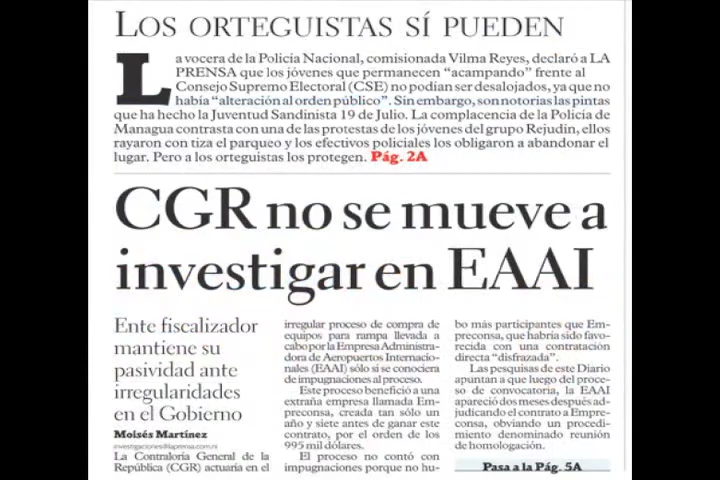 LOS ORTEGUISTAS SÍ PUEDEN
La vocera de la Policía Nacional, comisionada Vilma Reyes, declaró a LA
PRENSA que los jóvenes que permanecen “acampando” frente al
Consejo Supremo Electoral (CSE) no podían ser desalojados, ya que no
había “alteración al orden público”. Sin embargo, son notorias las pintas
que ha hecho la Juventud Sandinista 19 de Julio. La complacencia de la Policía de
Managua contrasta con una de las protestas de los jóvenes del grupo Rejudin, ellos
rayaron con tiza el parqueo y los efectivos policiales los obligaron a abandonar el
lugar. Pero a los orteguistas los protegen. Pág. 2A
CGR no se mueve a
investigar en EAAI
Ente fiscalizador
mantiene su
pasividad ante
irregularidades
en el Gobierno
Moisés Martínez
investigaciones@laprensa.com.ni
La Contraloría General de la
República (CGR) actuaría en el
irregular proceso de compra de
equipos para rampa llevada a
cabo por la Empresa Administrad-
ora de Aeropuertos Internacio-
nales (EAAI) sólo si se conociera
de impugnaciones al proceso.
Este proceso benefició a una
extraña empresa llamada Em-
preconsa, creada tan sólo un
año y siete antes de ganar este
contrato, por el orden de los
995 mil dólares.
El proceso no contó con
impugnaciones porque no hu-
bo más participantes que Em-
preconsa, que habría sido favo-
recida con una contratación
directa “disfrazada”.
Las pesquisas de este Diario
apuntan a que luego del proce-
so de convocatoria, la EAAI
apareció dos meses después ad-
judicando el contrato a Empre-
consa, obviando un procedi-
miento denominado reunión
de homologación.
Pasa a la Pág. 5A